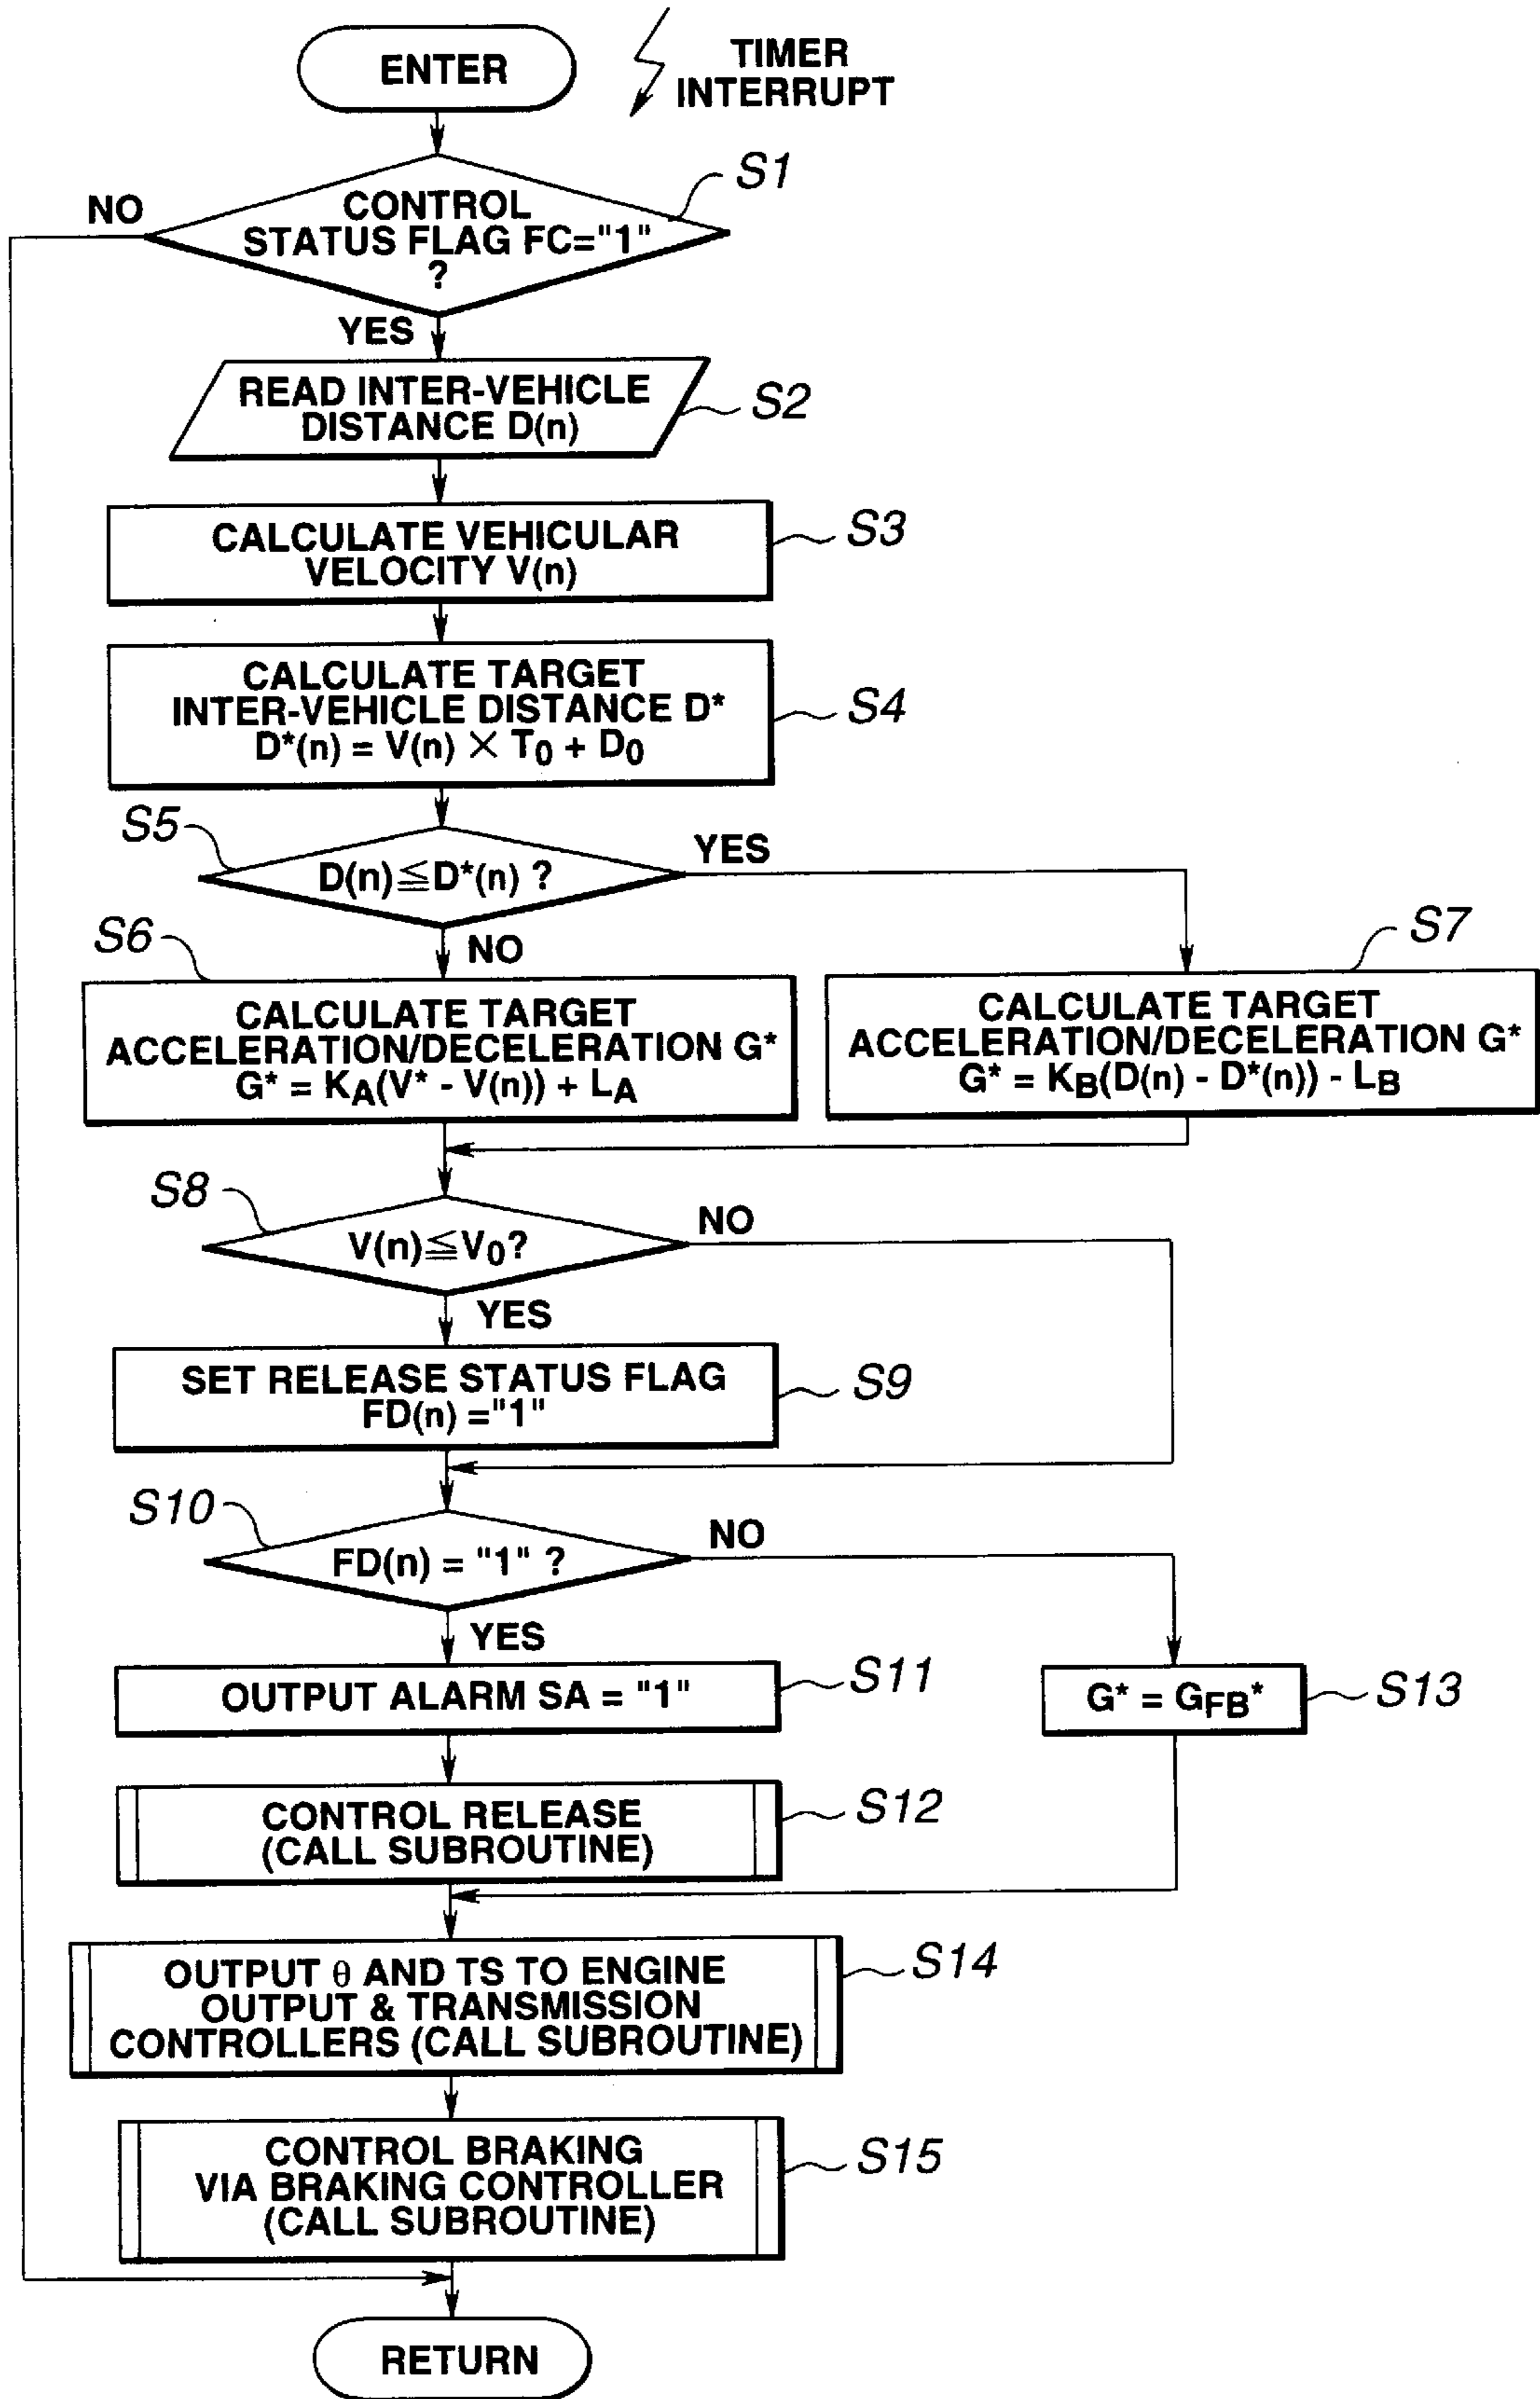 ENTER
TIMER
INTERRUPT
S1
NO
CONTROL
STATUS FLAG FC="1"
?
YES
READ INTER-VEHICLE
DISTANCE D(n)
S2
CALCULATE VEHICULAR
VELOCITY V(n)
S3
CALCULATE TARGET
INTER-VEHICLE DISTANCE D*
D*(n) = V(n) × T0 + D0
S4
S5
D(n)≦D*(n) ?
YES
NO
S6
CALCULATE TARGET
ACCELERATION/DECELERATION G*
G* = KA(V* - V(n)) + LA
S7
CALCULATE TARGET
ACCELERATION/DECELERATION G*
G* = KB(D(n) - D*(n)) - LB
S8
V(n)≦V0?
NO
YES
SET RELEASE STATUS FLAG
FD(n) ="1"
S9
S10
FD(n) = "1" ?
NO
YES
OUTPUT ALARM SA = "1"
S11
G* = GFB*
S13
CONTROL RELEASE
(CALL SUBROUTINE)
S12
OUTPUT θ AND TS TO ENGINE
OUTPUT & TRANSMISSION
CONTROLLERS (CALL SUBROUTINE)
S14
CONTROL BRAKING
VIA BRAKING CONTROLLER
(CALL SUBROUTINE)
S15
RETURN